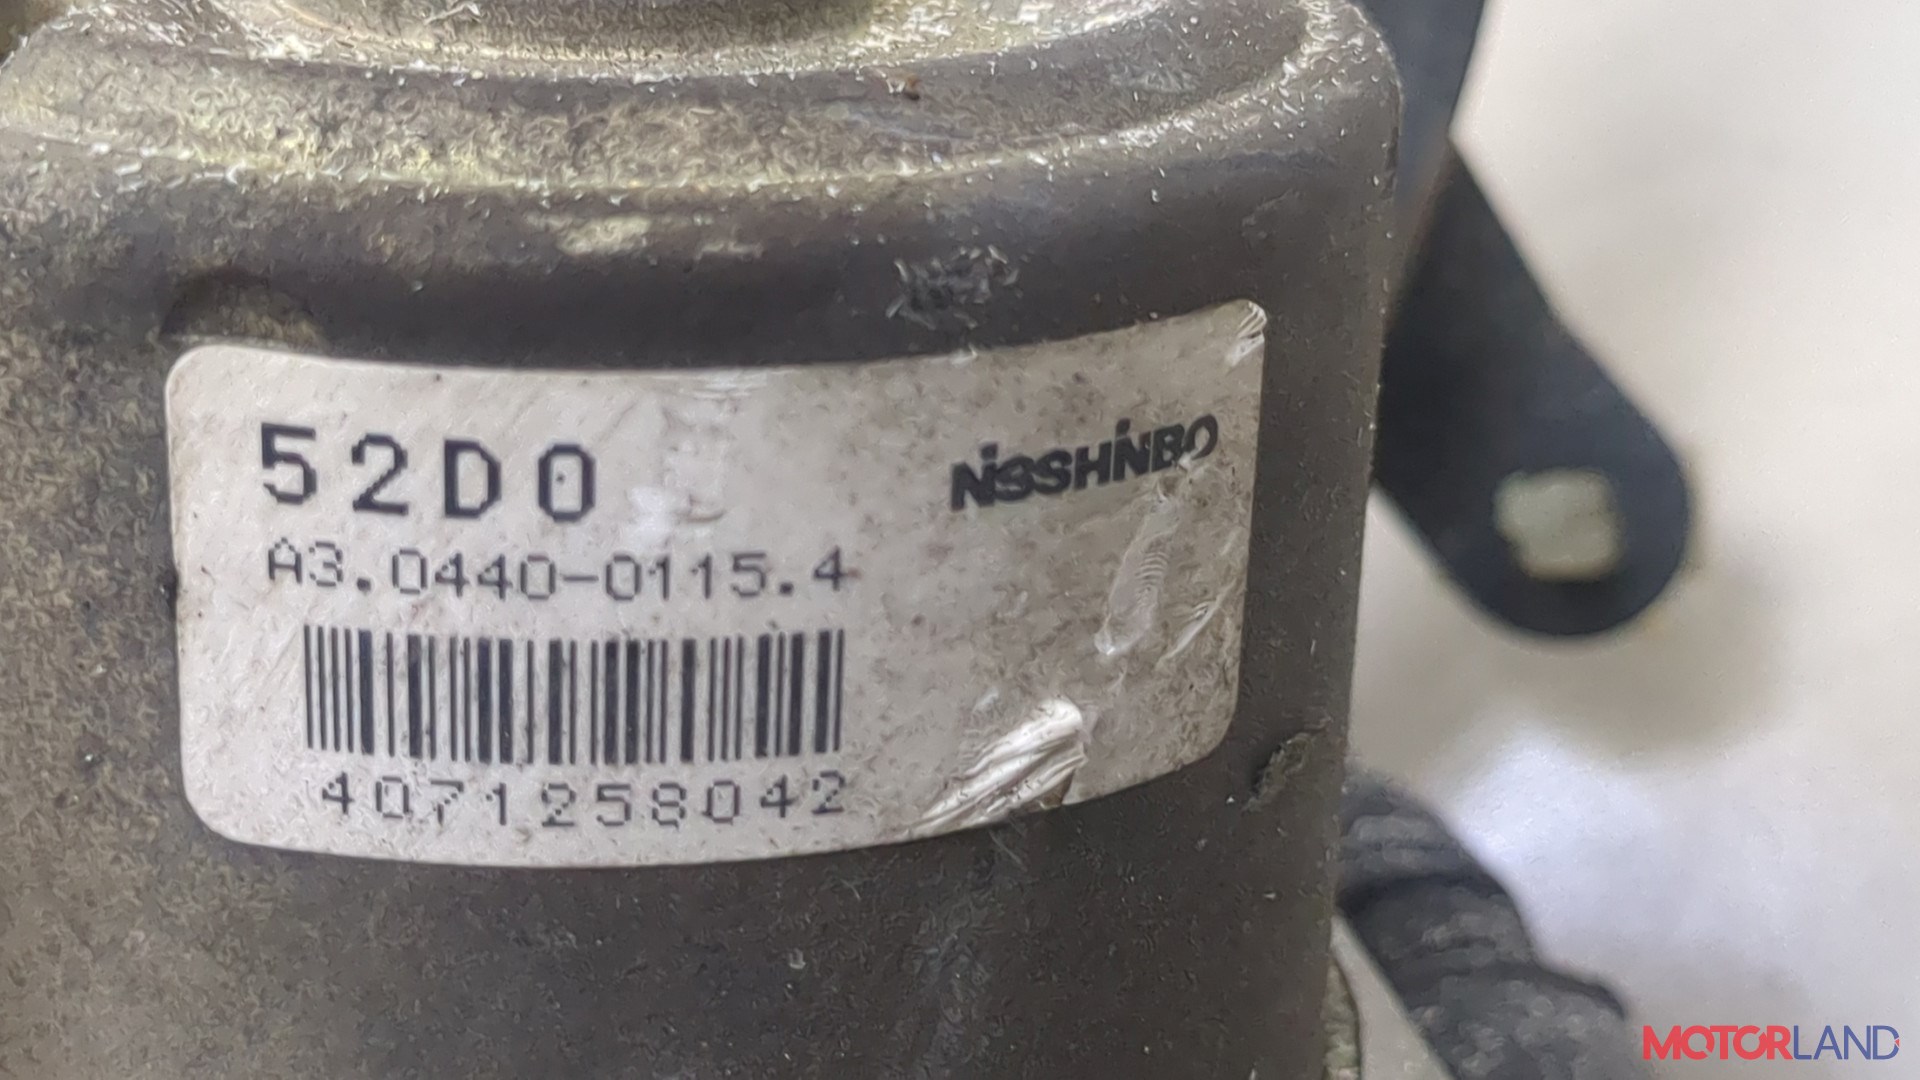 52D0
NISSHINBO
A3.0440-0115.4
4071258042
MOTORLAND